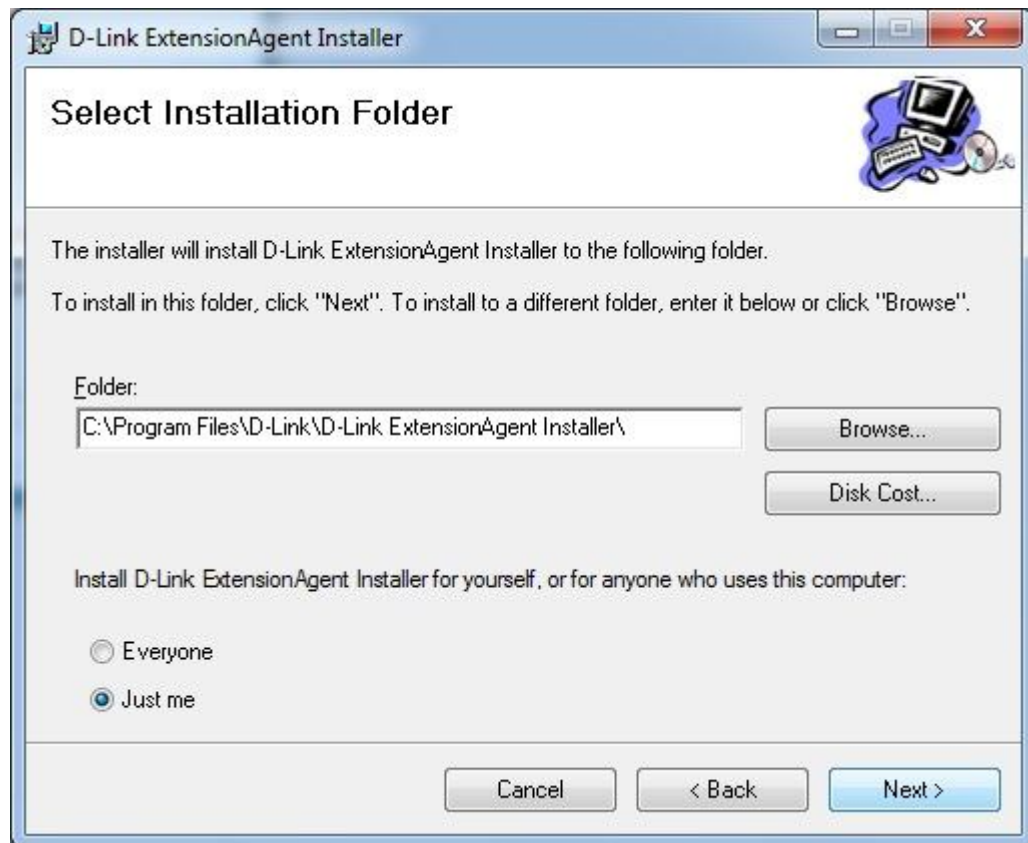 D-Link ExtensionAgent Installer
Select Installation Folder
The installer will install D-Link ExtensionAgent Installer to the following folder.
To install in this folder, click "Next". To install to a different folder, enter it below or click "Browse".
Folder:
C:\Program Files\D-Link\D-Link ExtensionAgent Installer\
Browse...
Disk Cost...
Install D-Link ExtensionAgent Installer for yourself, or for anyone who uses this computer:
Everyone
Just me
Cancel
< Back
Next >